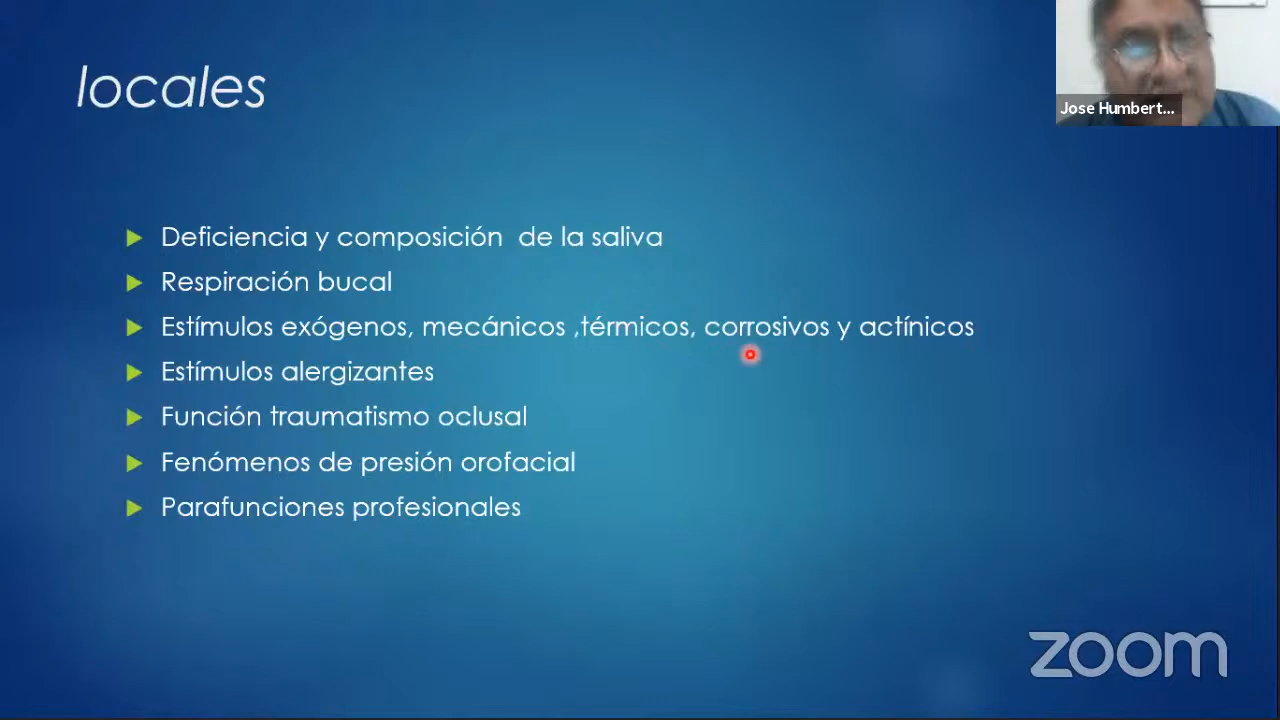 locales
Jose Humbert...
Deficiencia y composición de la saliva
Respiración bucal
Estímulos exógenos, mecánicos ,térmicos, corrosivos y actínicos
Estímulos alergizantes
Función traumatismo oclusal
Fenómenos de presión orofacial
Parafunciones profesionales
zoom